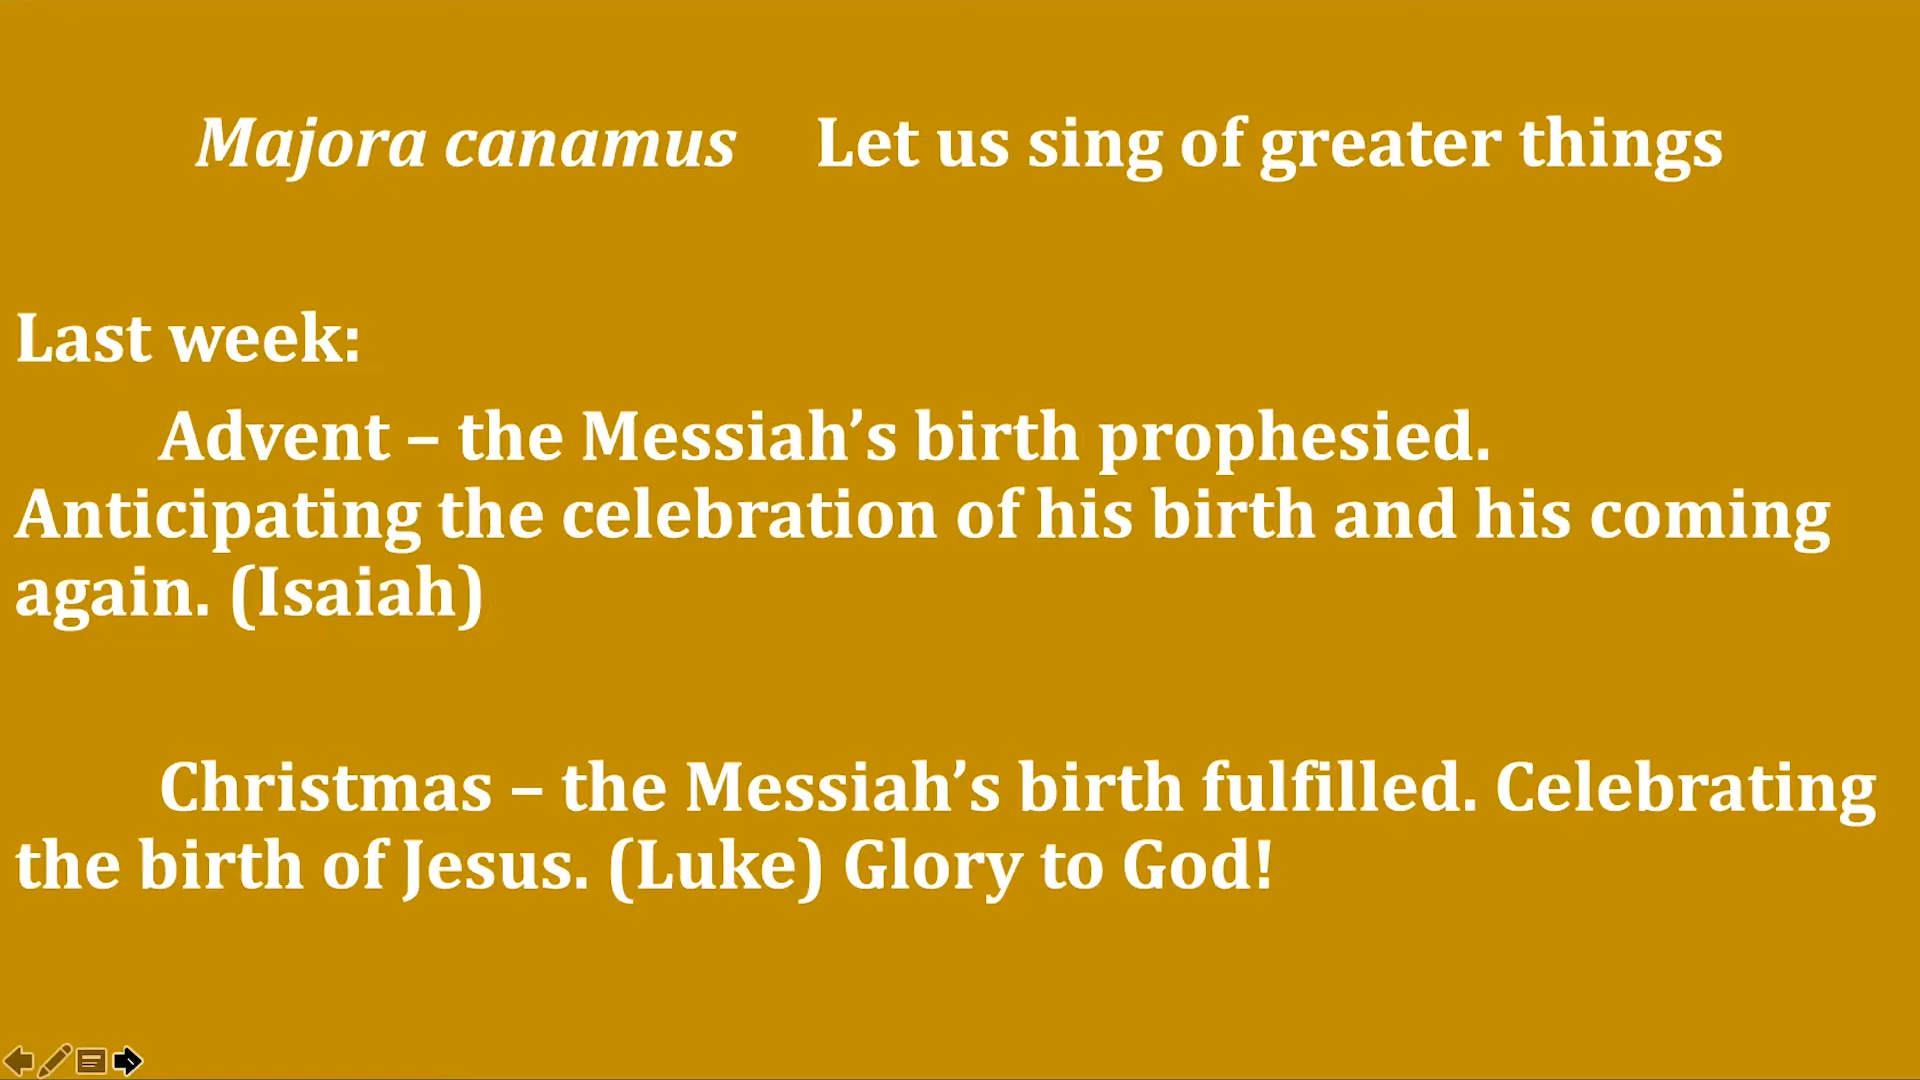 Majora canamus Let us sing of greater things
Last week:
Advent – the Messiah’s birth prophesied.
Anticipating the celebration of his birth and his coming
again. (Isaiah)
Christmas – the Messiah’s birth fulfilled. Celebrating
the birth of Jesus. (Luke) Glory to God!